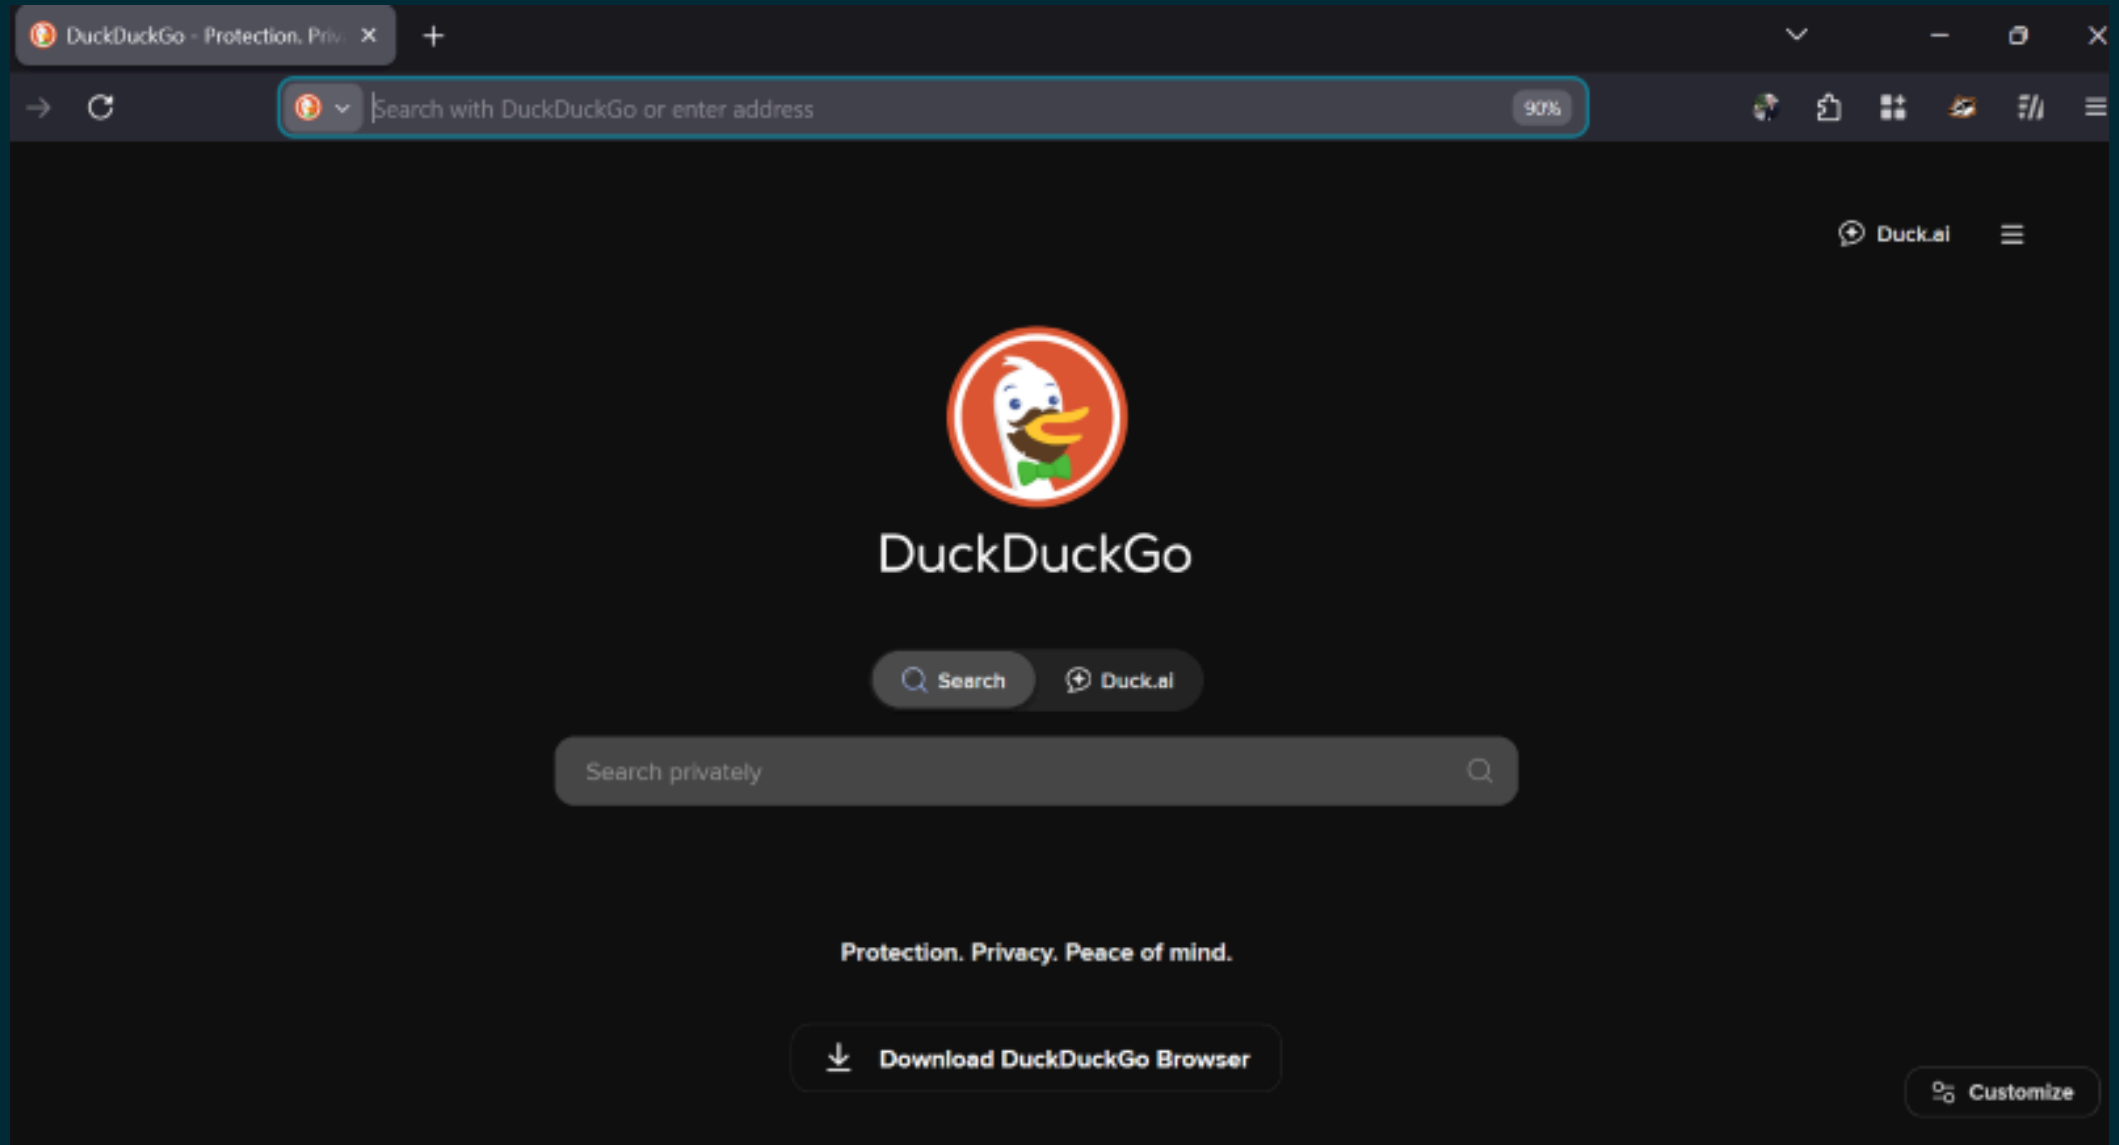 DuckDuckGo - Protection. Priv
Search with DuckDuckGo or enter address
90%
Duck.ai
DuckDuckGo
Search
Duck.ai
Search privately
Protection. Privacy. Peace of mind.
Download DuckDuckGo Browser
Customize